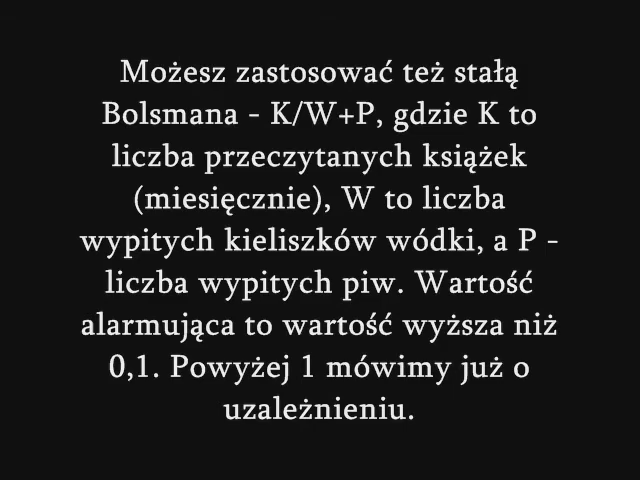 Możesz zastosować też stałą
Bolsmana - K/W+P, gdzie K to
liczba przeczytanych książek
(miesięcznie), W to liczba
wypitych kieliszków wódki, a P -
liczba wypitych piw. Wartość
alarmująca to wartość wyższa niż
0,1. Powyżej 1 mówimy już o
uzależnieniu.